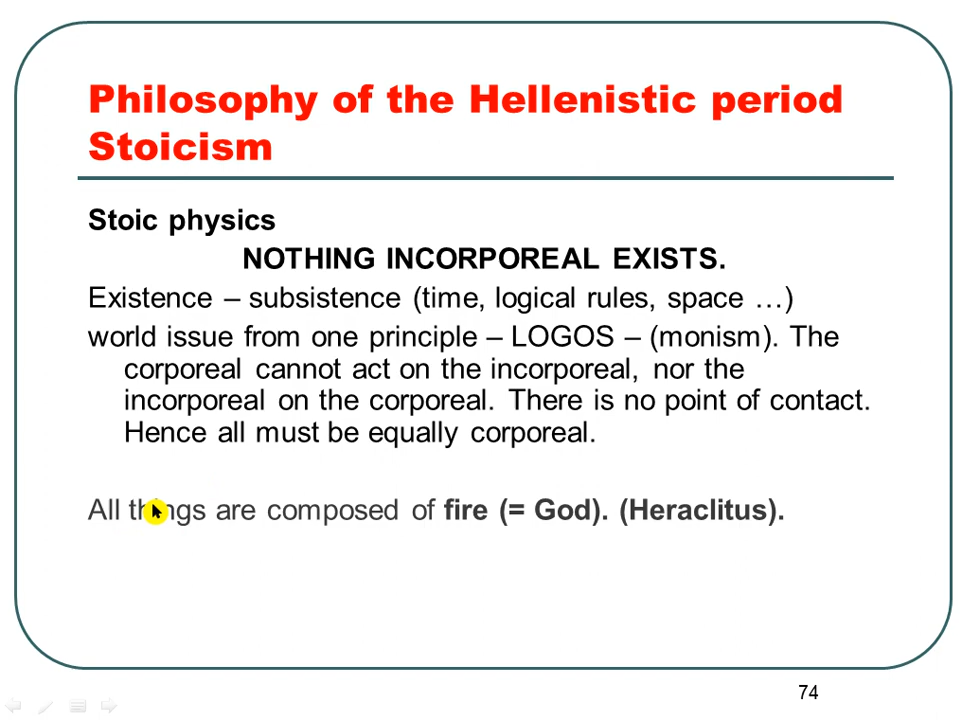 Philosophy of the Hellenistic period
Stoicism
Stoic physics
NOTHING INCORPOREAL EXISTS.
Existence – subsistence (time, logical rules, space …)
world issue from one principle – LOGOS – (monism). The
corporeal cannot act on the incorporeal, nor the
incorporeal on the corporeal. There is no point of contact.
Hence all must be equally corporeal.
All things are composed of fire (= God). (Heraclitus).
74